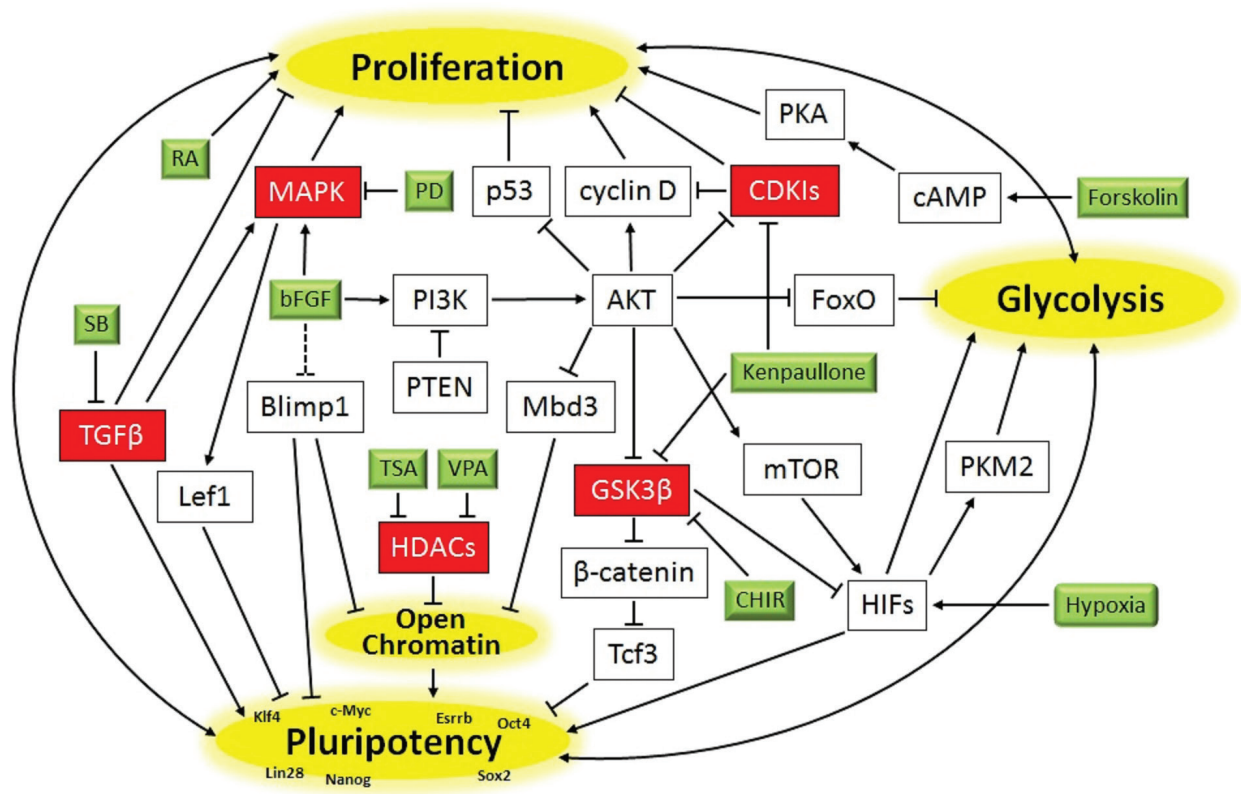 Proliferation
PKA
RA
MAPK
PD
p53
cyclin D
CDKIs
cAMP
Forskolin
bFGF
PI3K
AKT
FoxO
Glycolysis
SB
PTEN
Kenpaullone
Blimp1
Mbd3
TGFβ
TSA
VPA
mTOR
PKM2
Lef1
GSK3β
HDACs
β-catenin
CHIR
HIFs
Hypoxia
Open
Chromatin
Tcf3
Klf4
c-Myc
Esrrb
Oct4
Pluripotency
Lin28
Nanog
Sox2